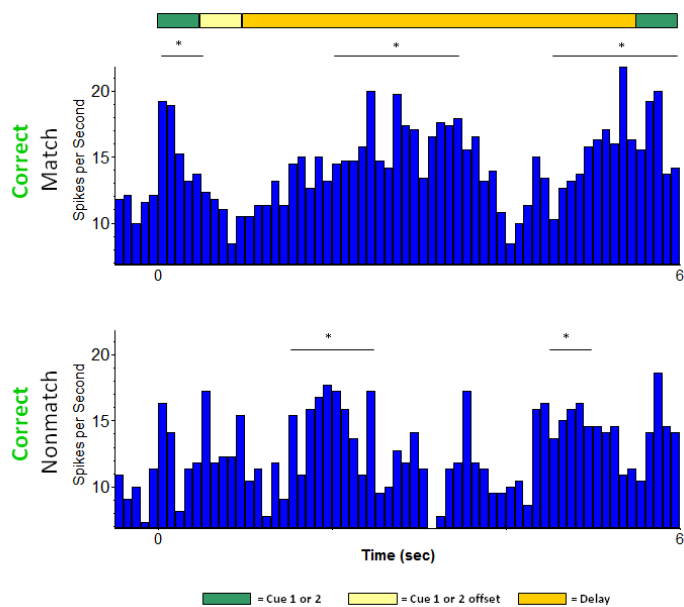 * * *
Correct
Match
Spikes per Second
20
15
10
0 6
* *
Correct
Nonmatch
Spikes per Second
20
15
10
0 6
Time (sec)
= Cue 1 or 2 = Cue 1 or 2 offset = Delay